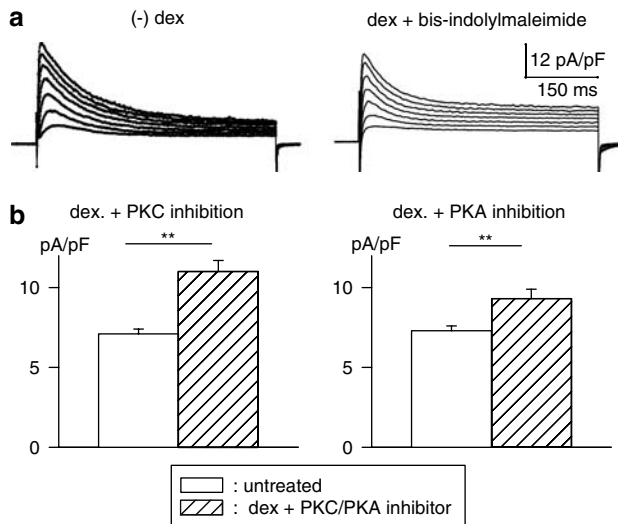 a
(-) dex
dex + bis-indolylmaleimide
12 pA/pF
150 ms
b
dex. + PKC inhibition
dex. + PKA inhibition
pA/pF
**
10
5
0
pA/pF
**
10
5
0
: untreated
: dex + PKC/PKA inhibitor